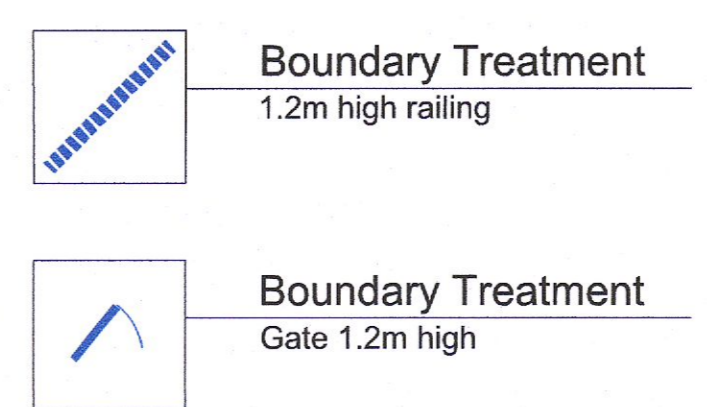 Boundary Treatment
1.2m high railing
Boundary Treatment
Gate 1.2m high